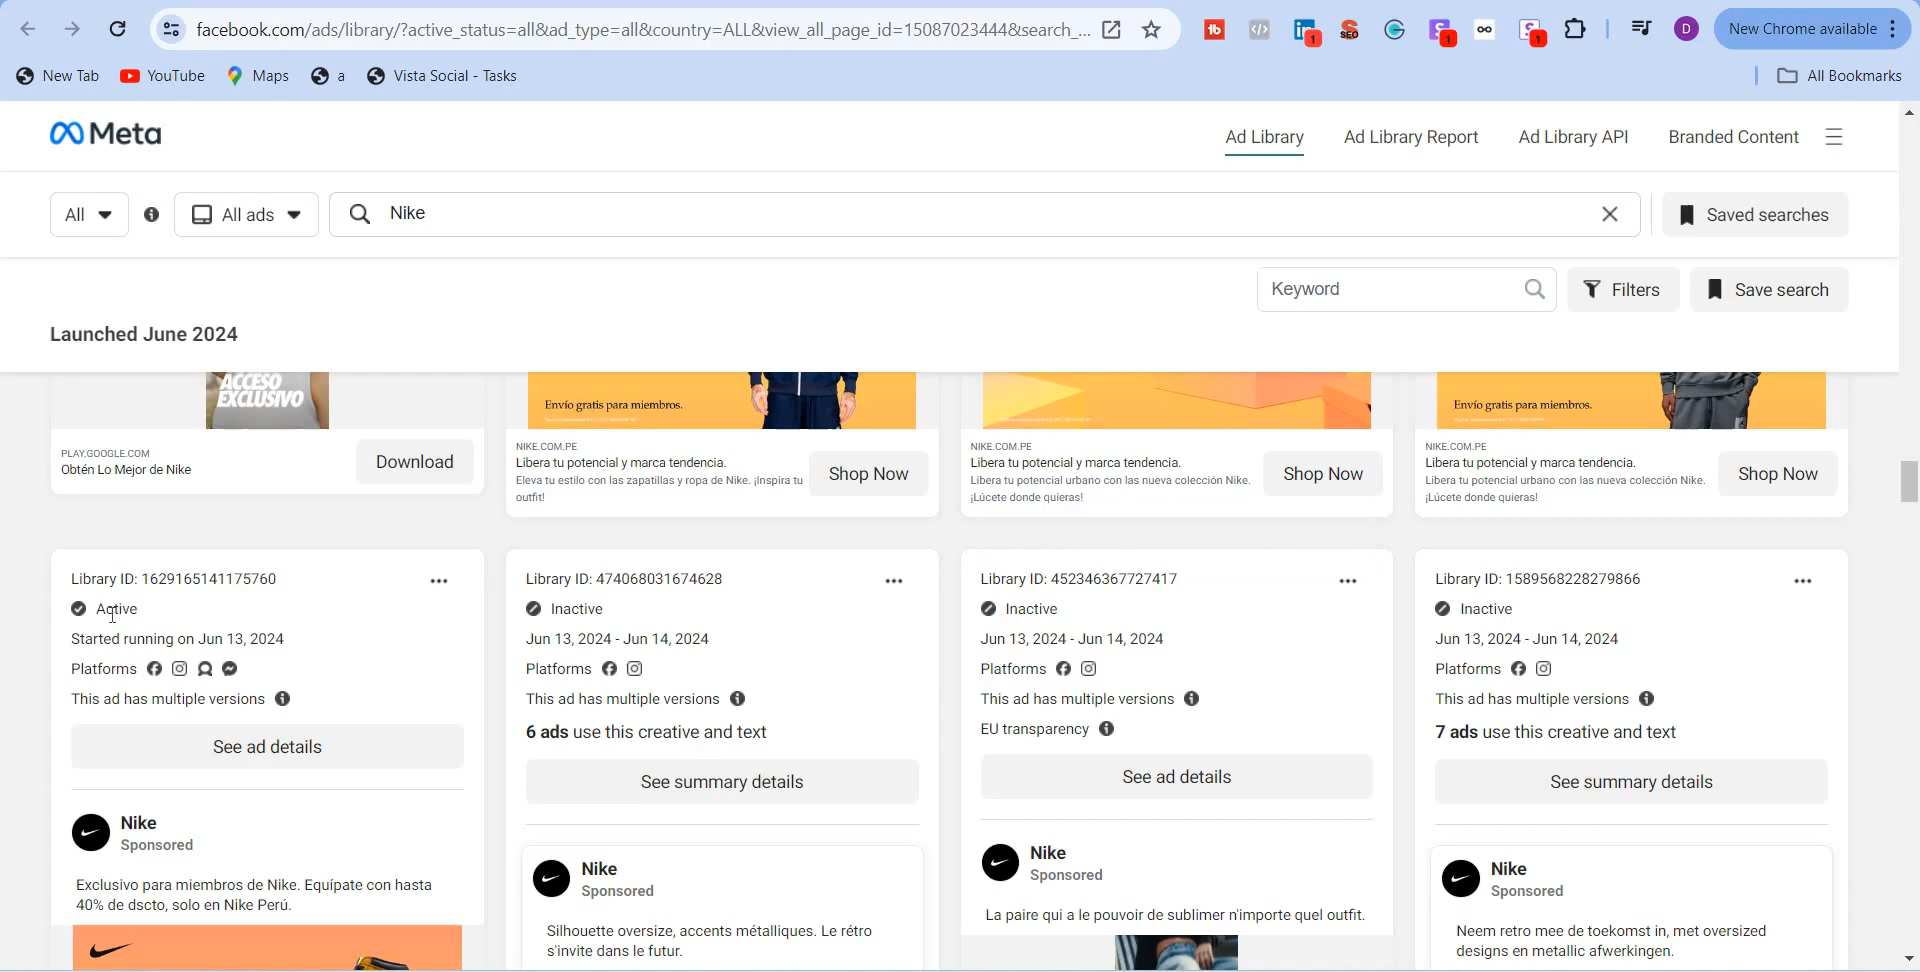 facebook.com/ads/library/?active_status=all&ad_type=all&country=ALL&view_all_page_id=15087023444&search_...
1b
1
SEO
1
1
D
New Chrome available
New Tab
YouTube
Maps
a
Vista Social - Tasks
All Bookmarks
Meta
Ad Library
Ad Library Report
Ad Library API
Branded Content
All
All ads
Nike
Saved searches
Keyword
Filters
Save search
Launched June 2024
ACCESO
EXCLUSIVO
PLAY.GOOGLE.COM
Obtén Lo Mejor de Nike
Download
Envío gratis para miembros.
NIKE.COM.PE
Libera tu potencial y marca tendencia.
Eleva tu estilo con las zapatillas y ropa de Nike. ¡Inspira tu
outfit!
Shop Now
NIKE.COM.PE
Libera tu potencial y marca tendencia.
Libera tu potencial urbano con las nueva colección Nike.
¡Lúcete donde quieras!
Shop Now
Envío gratis para miembros.
NIKE.COM.PE
Libera tu potencial y marca tendencia.
Libera tu potencial urbano con las nueva colección Nike.
¡Lúcete donde quieras!
Shop Now
Library ID: 1629165141175760
Active
Started running on Jun 13, 2024
Platforms
This ad has multiple versions
See ad details
Nike
Sponsored
Exclusivo para miembros de Nike. Equípate con hasta
40% de dscto, solo en Nike Perú.
Library ID: 474068031674628
Inactive
Jun 13, 2024 - Jun 14, 2024
Platforms
This ad has multiple versions
6 ads use this creative and text
See summary details
Nike
Sponsored
Silhouette oversize, accents métalliques. Le rétro
s'invite dans le futur.
Library ID: 452346367727417
Inactive
Jun 13, 2024 - Jun 14, 2024
Platforms
This ad has multiple versions
EU transparency
See ad details
Nike
Sponsored
La paire qui a le pouvoir de sublimer n'importe quel outfit.
Library ID: 1589568228279866
Inactive
Jun 13, 2024 - Jun 14, 2024
Platforms
This ad has multiple versions
7 ads use this creative and text
See summary details
Nike
Sponsored
Neem retro mee de toekomst in, met oversized
designs en metallic afwerkingen.